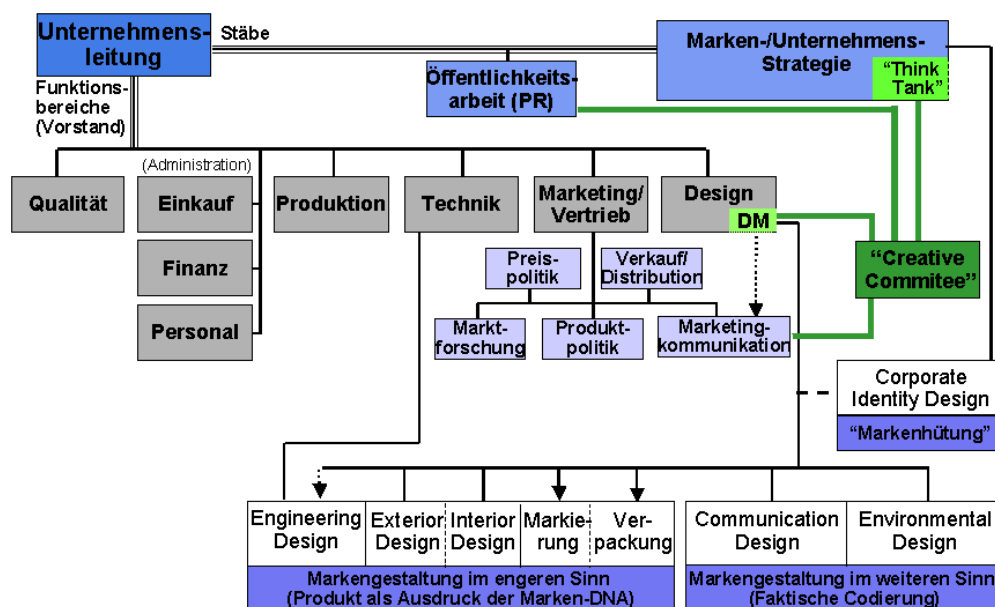 Unternehmens-
leitung
Stäbe
Marken-/Unternehmens-
Strategie
“Think
Tank”
Öffentlichkeits-
arbeit (PR)
Funktions-
bereiche
(Vorstand)
(Administration)
Qualität
Einkauf
Produktion
Technik
Marketing/
Vertrieb
Design
DM
Finanz
Personal
Preis-
politik
Verkauf/
Distribution
Markt-
forschung
Produkt-
politik
Marketing-
kommunikation
“Creative
Commitee”
Corporate
Identity Design
“Markenhütung”
Engineering
Design
Exterior
Design
Interior
Design
Markie-
rung
Ver-
packung
Markengestaltung im engeren Sinn
(Produkt als Ausdruck der Marken-DNA)
Communication
Design
Environmental
Design
Markengestaltung im weiteren Sinn
(Faktische Codierung)